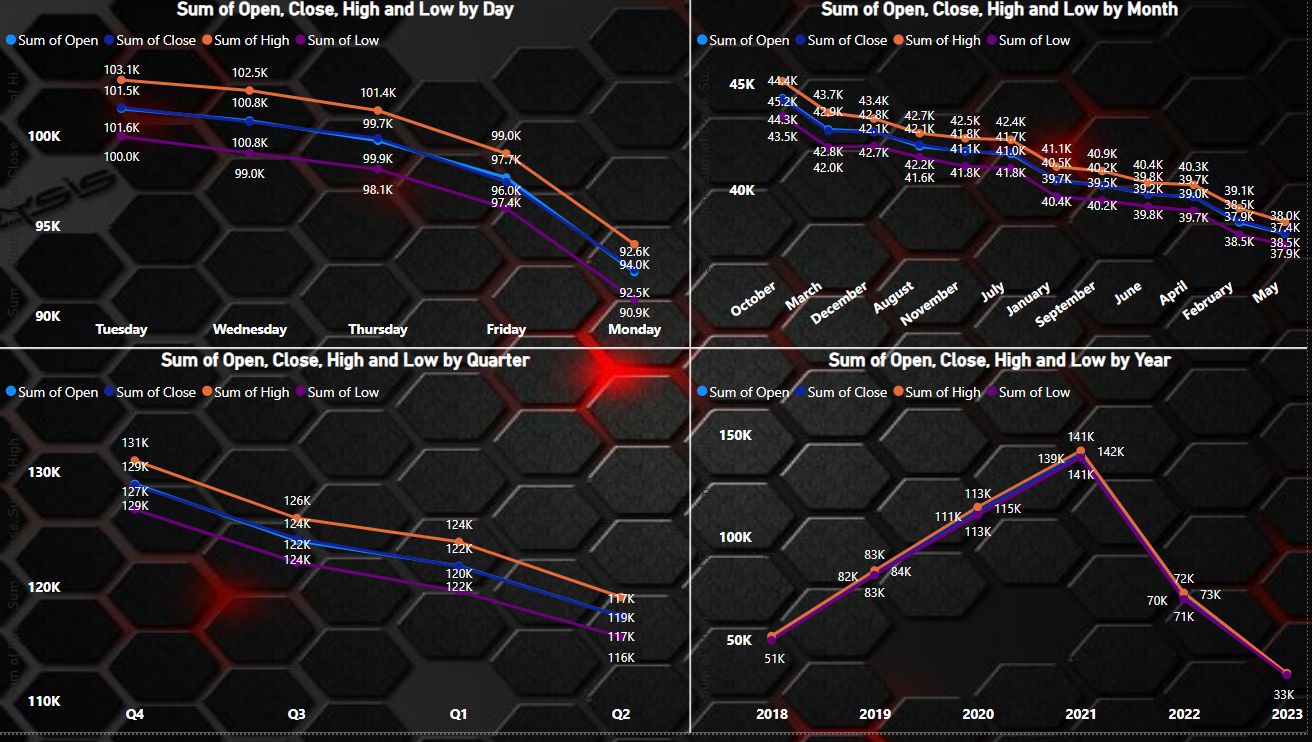 Sum of Open, Close, High and Low by Day
Sum of Open Sum of Close Sum of High Sum of Low
103.1K
102.5K
101.5K
101.4K
100.8K
99.7K
101.6K
99.0K
100K
100.8K
100.0K
99.9K
97.7K
99.0K
98.1K
96.0K
97.4K
95K
92.6K
94.0K
92.5K
90.9K
90K
Tuesday Wednesday Thursday Friday Monday
Sum of Open, Close, High and Low by Month
Sum of Open Sum of Close Sum of High Sum of Low
45K
44.4K 43.7K 43.4K 42.7K 42.5K 42.4K 41.1K 40.9K 40.4K 40.3K 39.1K 38.0K
45.2K 42.9K 42.8K 42.1K 41.8K 41.7K 40.5K 40.2K 39.8K 39.7K 38.5K 37.4K
44.3K 42.1K 41.1K 41.0K 39.7K 39.5K 39.2K 39.0K 37.9K 38.5K
43.5K 42.8K 42.7K 42.2K 41.8K 41.8K 40.4K 40.2K 39.8K 39.7K 38.5K 37.9K
42.0K 41.6K
40K
October March December August November July January September June April February May
Sum of Open, Close, High and Low by Quarter
Sum of Open Sum of Close Sum of High Sum of Low
131K
130K
129K
127K
126K
129K
124K
124K
122K
122K
124K
120K
122K
120K
117K
119K
117K
116K
110K
Q4 Q3 Q1 Q2
Sum of Open, Close, High and Low by Year
Sum of Open Sum of Close Sum of High Sum of Low
150K
141K
139K 142K
141K
113K
111K 115K
113K
100K
83K
82K 84K
83K
72K
70K 73K
71K
50K
51K
33K
2018 2019 2020 2021 2022 2023